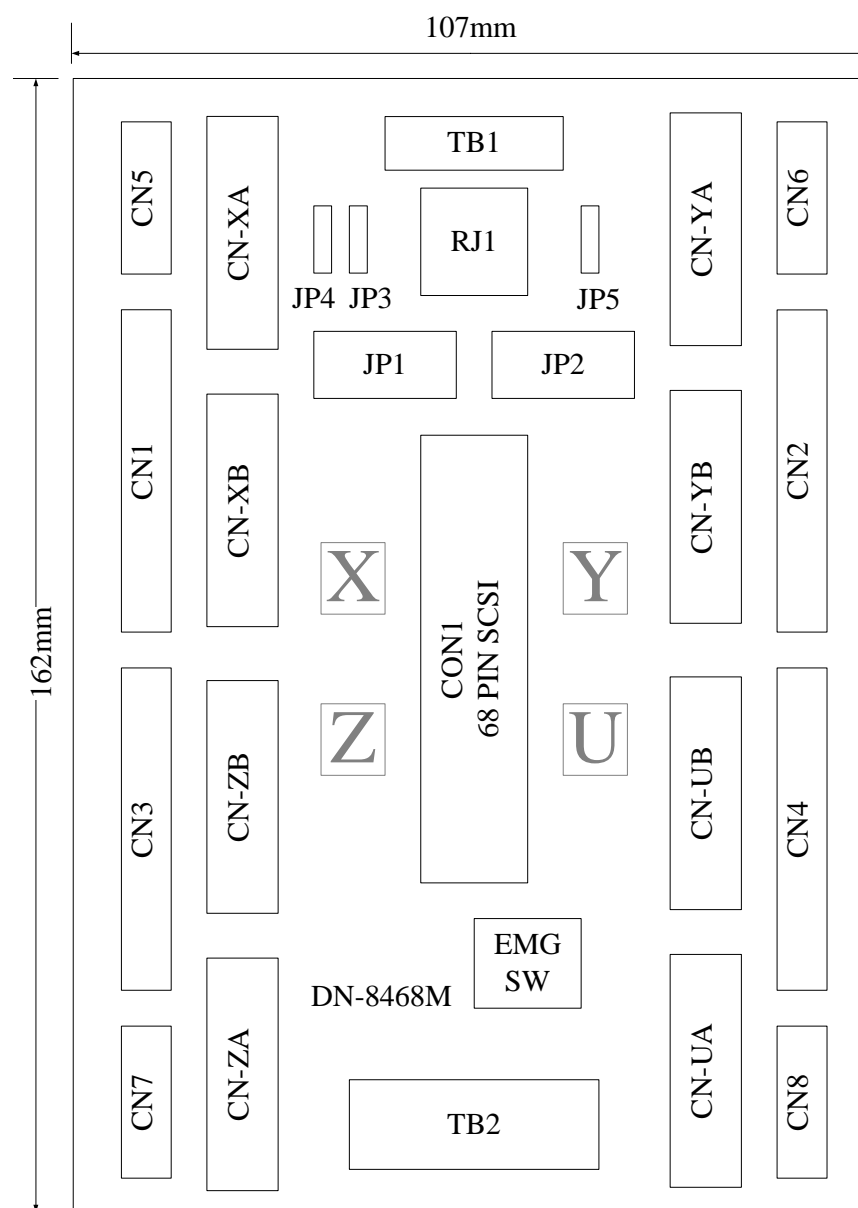 107mm
TB1
CN5
CN-XA
CN-YA
CN6
RJ1
JP4
JP3
JP5
JP1
JP2
CN1
CN-XB
CN-YB
CN2
X
Y
CON1
68 PIN SCSI
162mm
Z
U
CN3
CN-ZB
CN-UB
CN4
EMG
SW
DN-8468M
CN7
CN-ZA
TB2
CN-UA
CN8